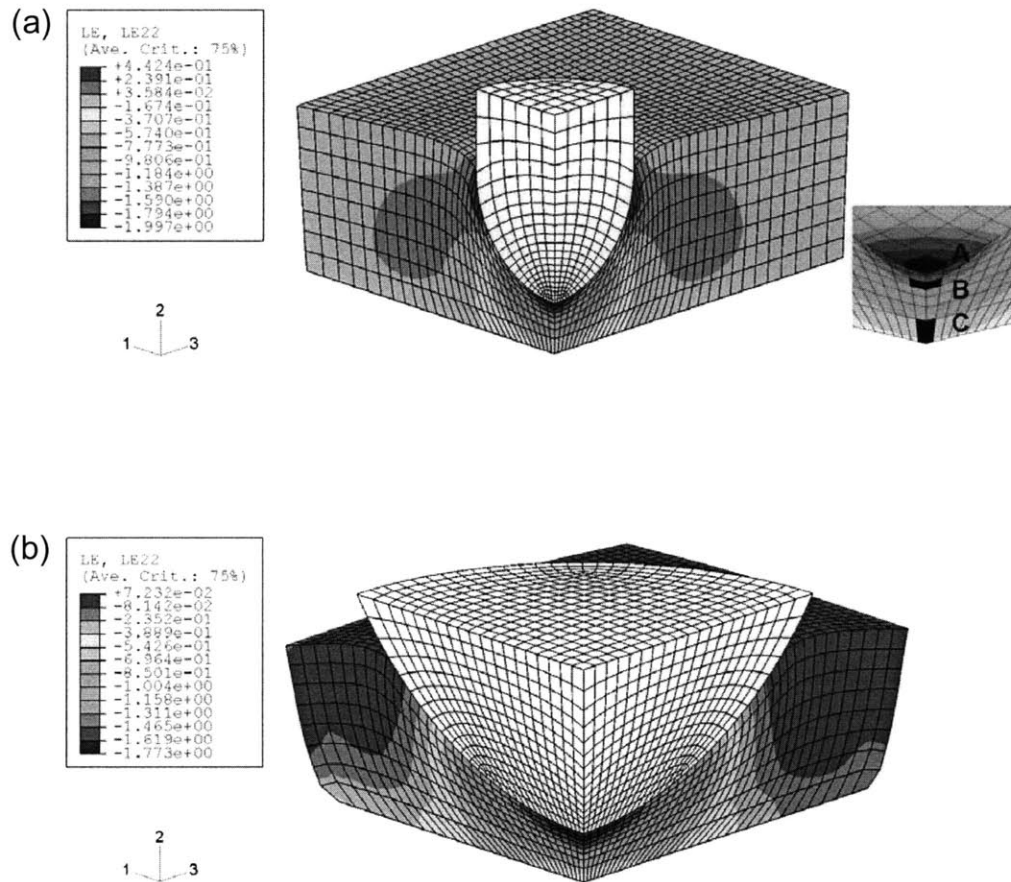 (a)
LE, LE22
(Ave. Crit.: 75%)
+4.424e-01
+2.391e-01
+3.584e-02
-1.674e-01
-3.707e-01
-5.740e-01
-7.773e-01
-9.806e-01
-1.184e+00
-1.387e+00
-1.590e+00
-1.794e+00
-1.997e+00
A
B
C
2
1
3
(b)
LE, LE22
(Ave. Crit.: 75%)
+7.232e-02
-8.142e-02
-2.352e-01
-3.889e-01
-5.426e-01
-6.964e-01
-8.501e-01
-1.004e+00
-1.158e+00
-1.311e+00
-1.465e+00
-1.619e+00
-1.773e+00
2
1
3